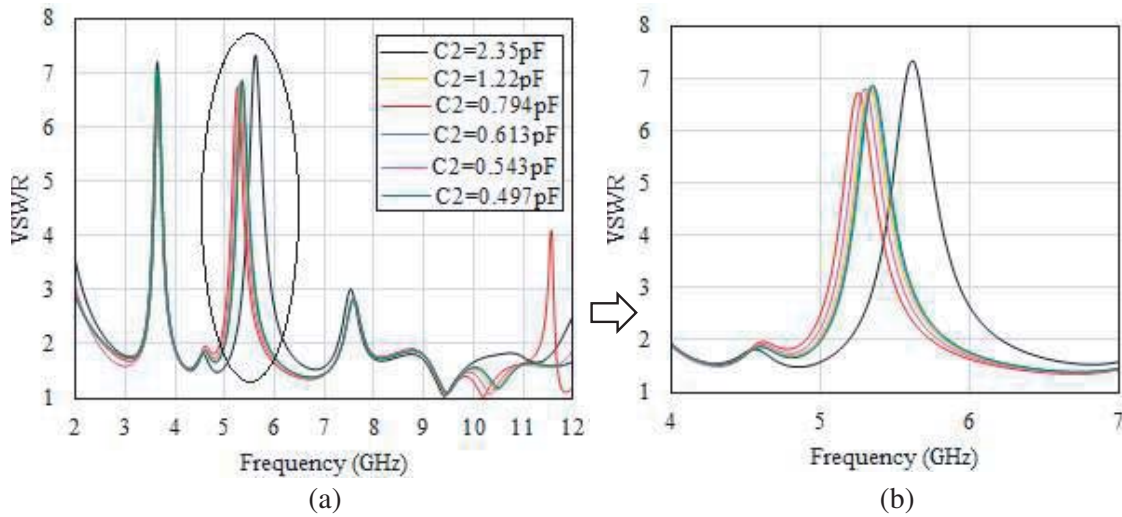 8
7
6
5
4
3
2
1
VSWR
C2=2.35pF
C2=1.22pF
C2=0.794pF
C2=0.613pF
C2=0.543pF
C2=0.497pF
2 3 4 5 6 7 8 9 10 11 12
Frequency (GHz)
(a)
8
7
6
5
4
3
2
1
VSWR
4 5 6 7
Frequency (GHz)
(b)